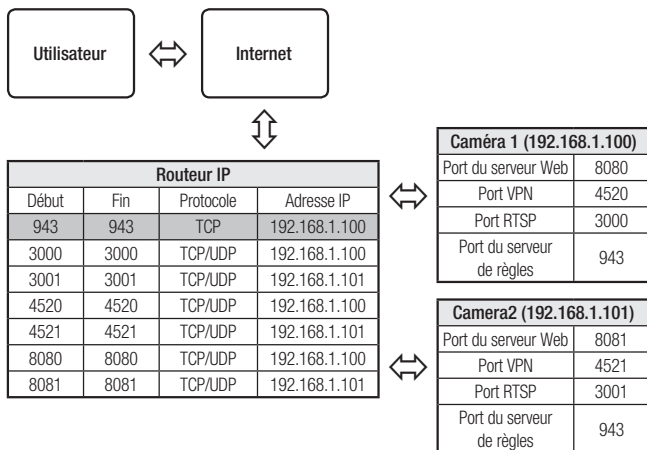 Utilisateur
Internet
Routeur IP
Début Fin Protocole Adresse IP
943 943 TCP 192.168.1.100
3000 3000 TCP/UDP 192.168.1.100
3001 3001 TCP/UDP 192.168.1.101
4520 4520 TCP/UDP 192.168.1.100
4521 4521 TCP/UDP 192.168.1.101
8080 8080 TCP/UDP 192.168.1.100
8081 8081 TCP/UDP 192.168.1.101
Caméra 1 (192.168.1.100)
Port du serveur Web 8080
Port VPN 4520
Port RTSP 3000
Port du serveur
de règles 943
Camera2 (192.168.1.101)
Port du serveur Web 8081
Port VPN 4521
Port RTSP 3001
Port du serveur
de règles 943